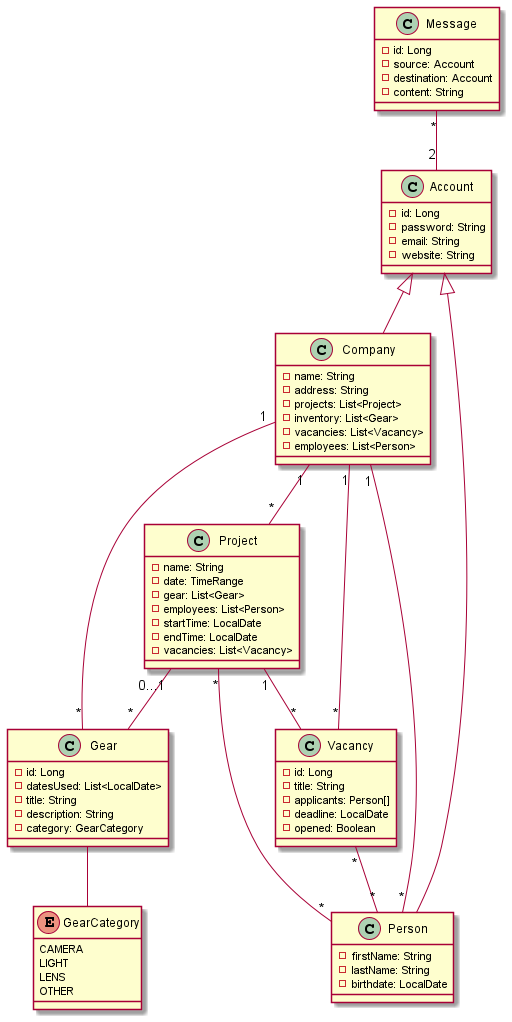 C Message
id: Long
source: Account
destination: Account
content: String
*
2
C Account
id: Long
password: String
email: String
website: String
C Company
name: String
address: String
projects: List<Project>
inventory: List<Gear>
vacancies: List<Vacancy>
employees: List<Person>
1
1
1
1
*
C Project
name: String
date: TimeRange
gear: List<Gear>
employees: List<Person>
startTime: LocalDate
endTime: LocalDate
vacancies: List<Vacancy>
0...1
*
1
*
*
*
*
C Gear
id: Long
datesUsed: List<LocalDate>
title: String
description: String
category: GearCategory
C Vacancy
id: Long
title: String
applicants: Person[]
deadline: LocalDate
opened: Boolean
*
*
*
*
E GearCategory
CAMERA
LIGHT
LENS
OTHER
C Person
firstName: String
lastName: String
birthdate: LocalDate